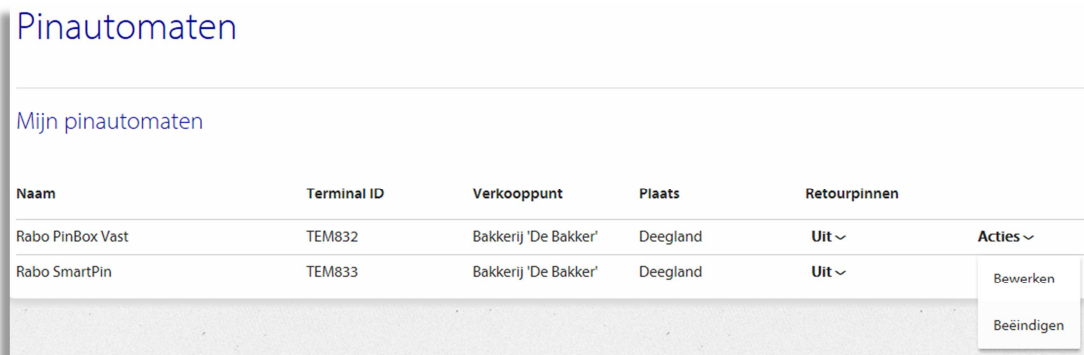 Pinautomaten
Mijn pinautomaten
Naam Terminal ID Verkooppunt Plaats Retourpinnen
Rabo PinBox Vast TEM832 Bakkerij 'De Bakker' Deegland Uit Acties
Rabo SmartPin TEM833 Bakkerij 'De Bakker' Deegland Uit
Bewerken
Beëindigen